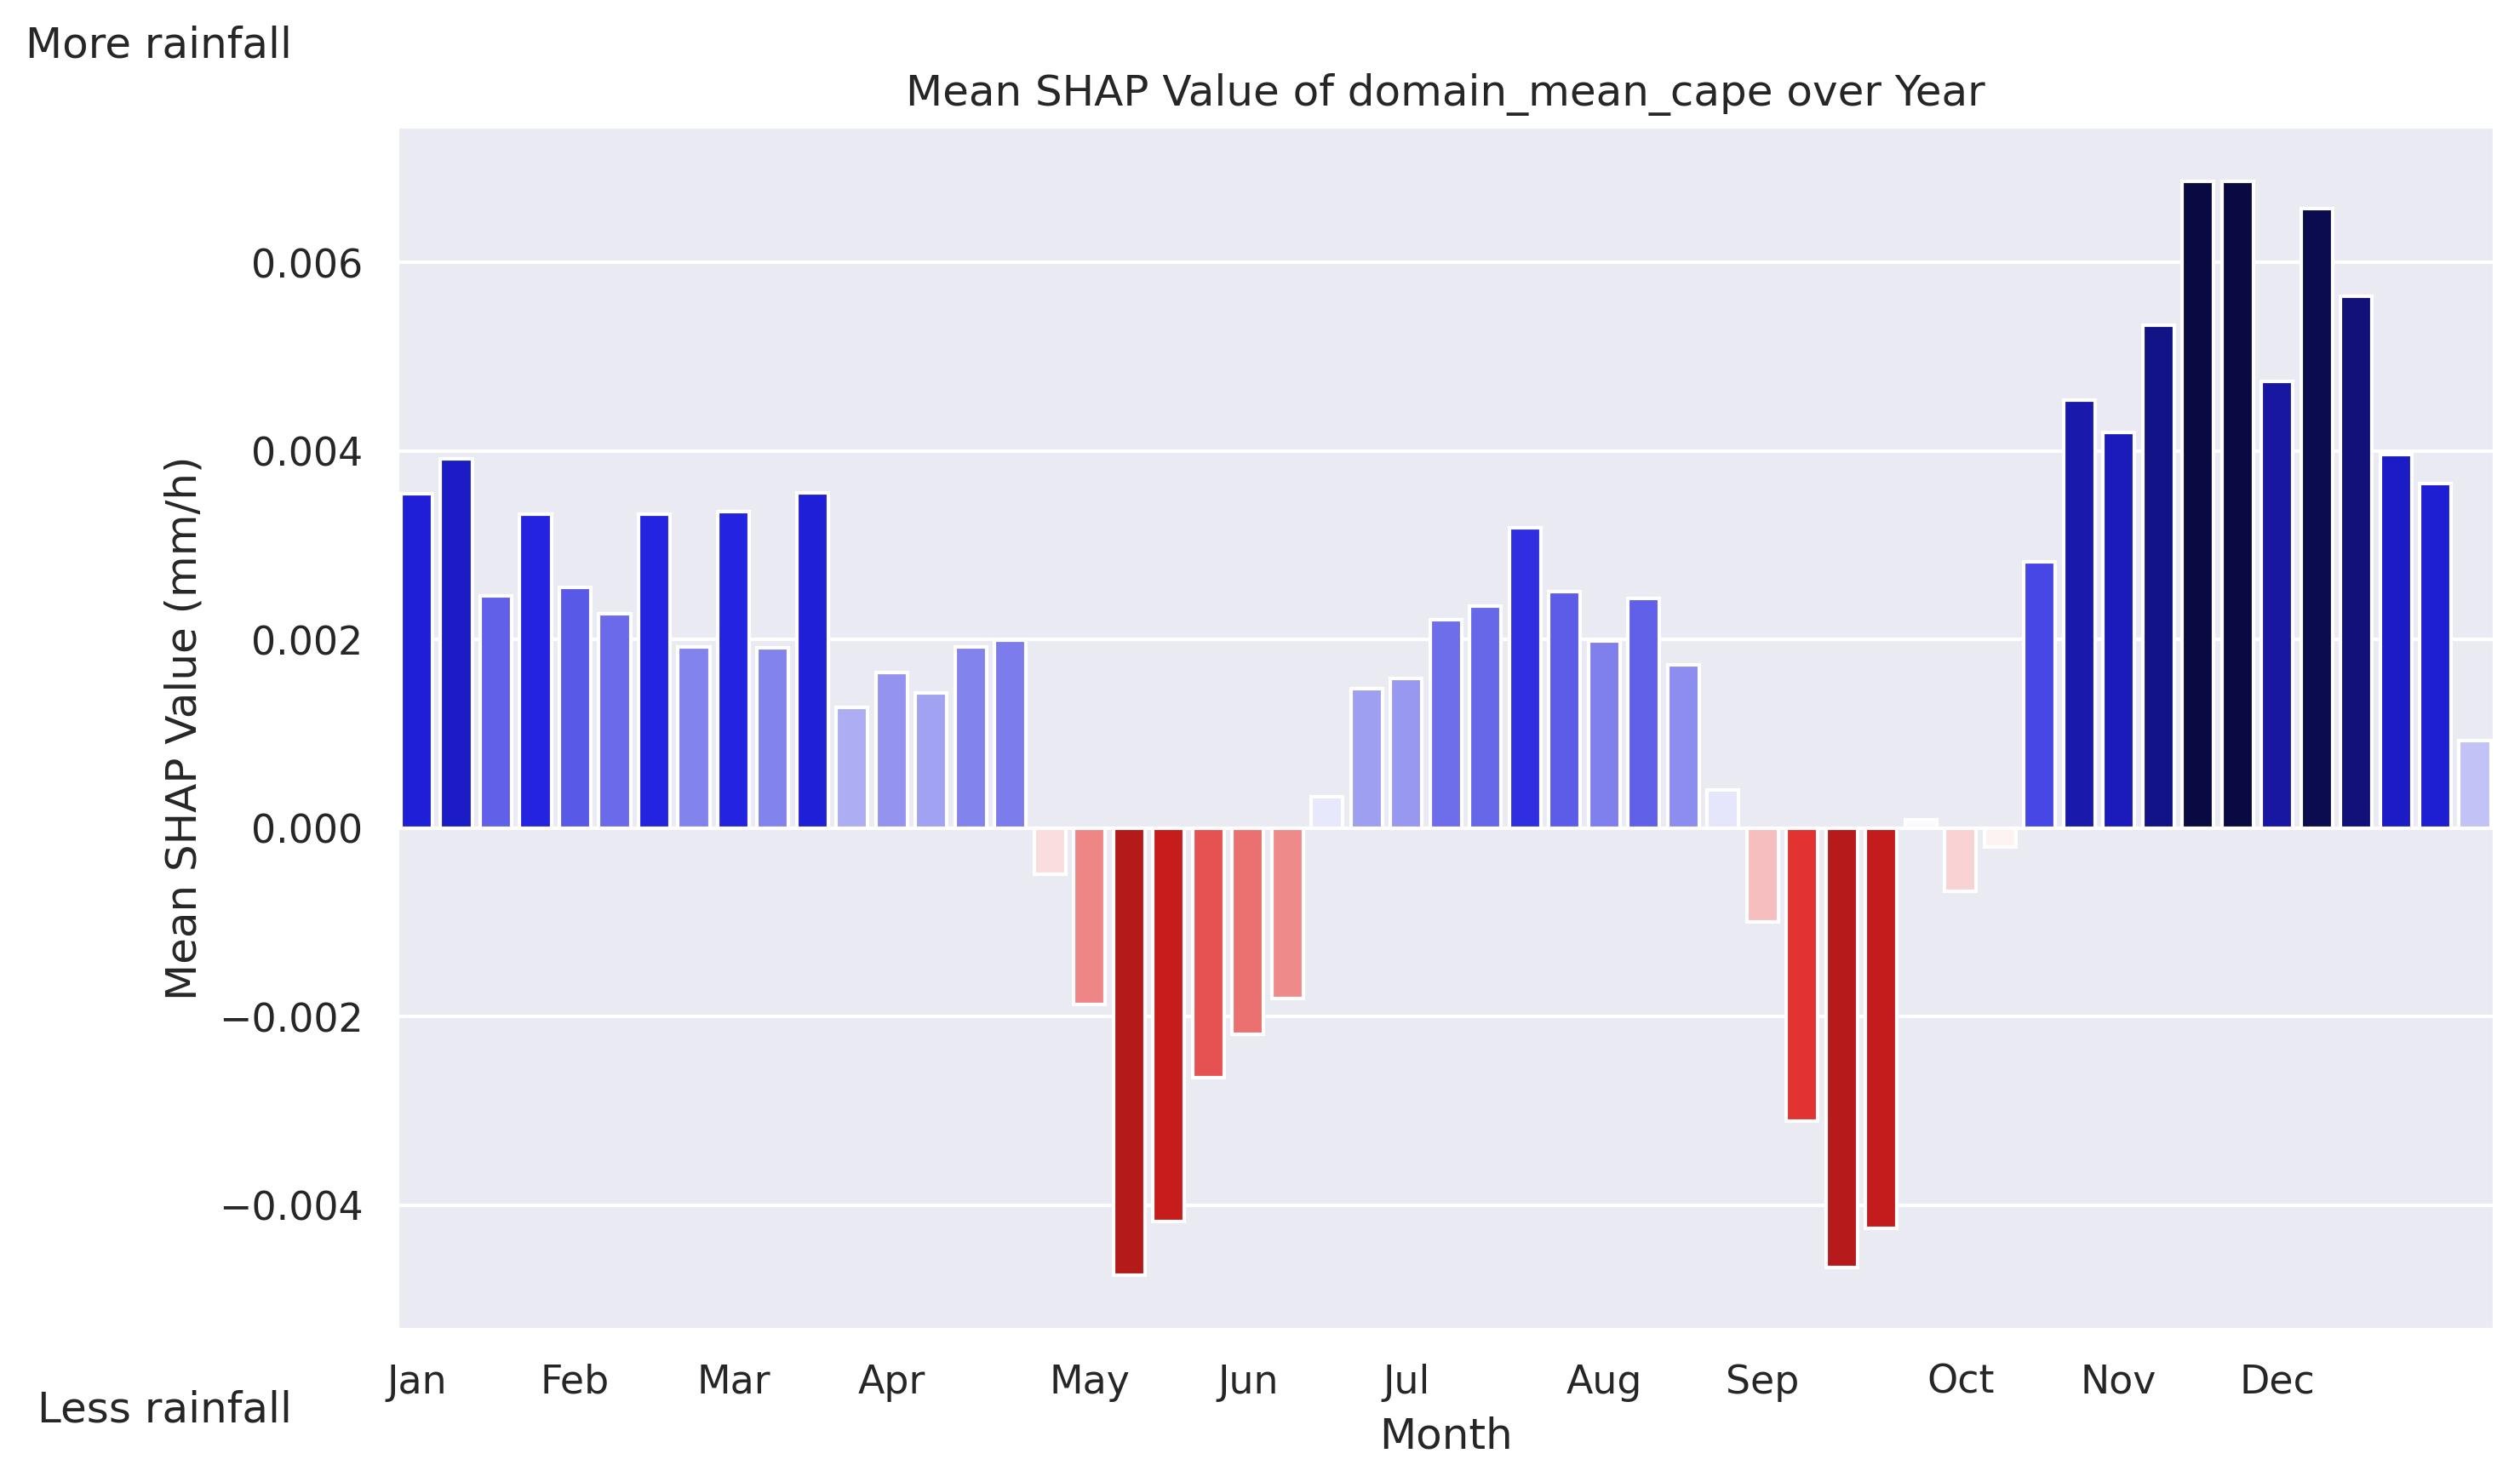 More rainfall
Mean SHAP Value of domain_mean_cape over Year
Mean SHAP Value (mm/h)
0.006
0.004
0.002
0.000
−0.002
−0.004
Jan Feb Mar Apr May Jun Jul Aug Sep Oct Nov Dec
Less rainfall
Month